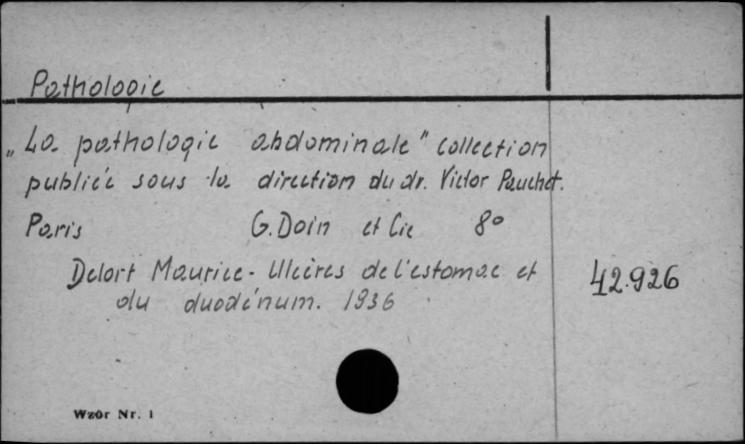 Pathologie
„La pathologie abdominale" collection
publiée sous la direction du dr. Victor Pauchet.
Paris G. Doin et Cie 8º
Delort Maurice - Ulcères de l'estomac et
du duodénum. 1936
42.926
Wzór Nr. 1